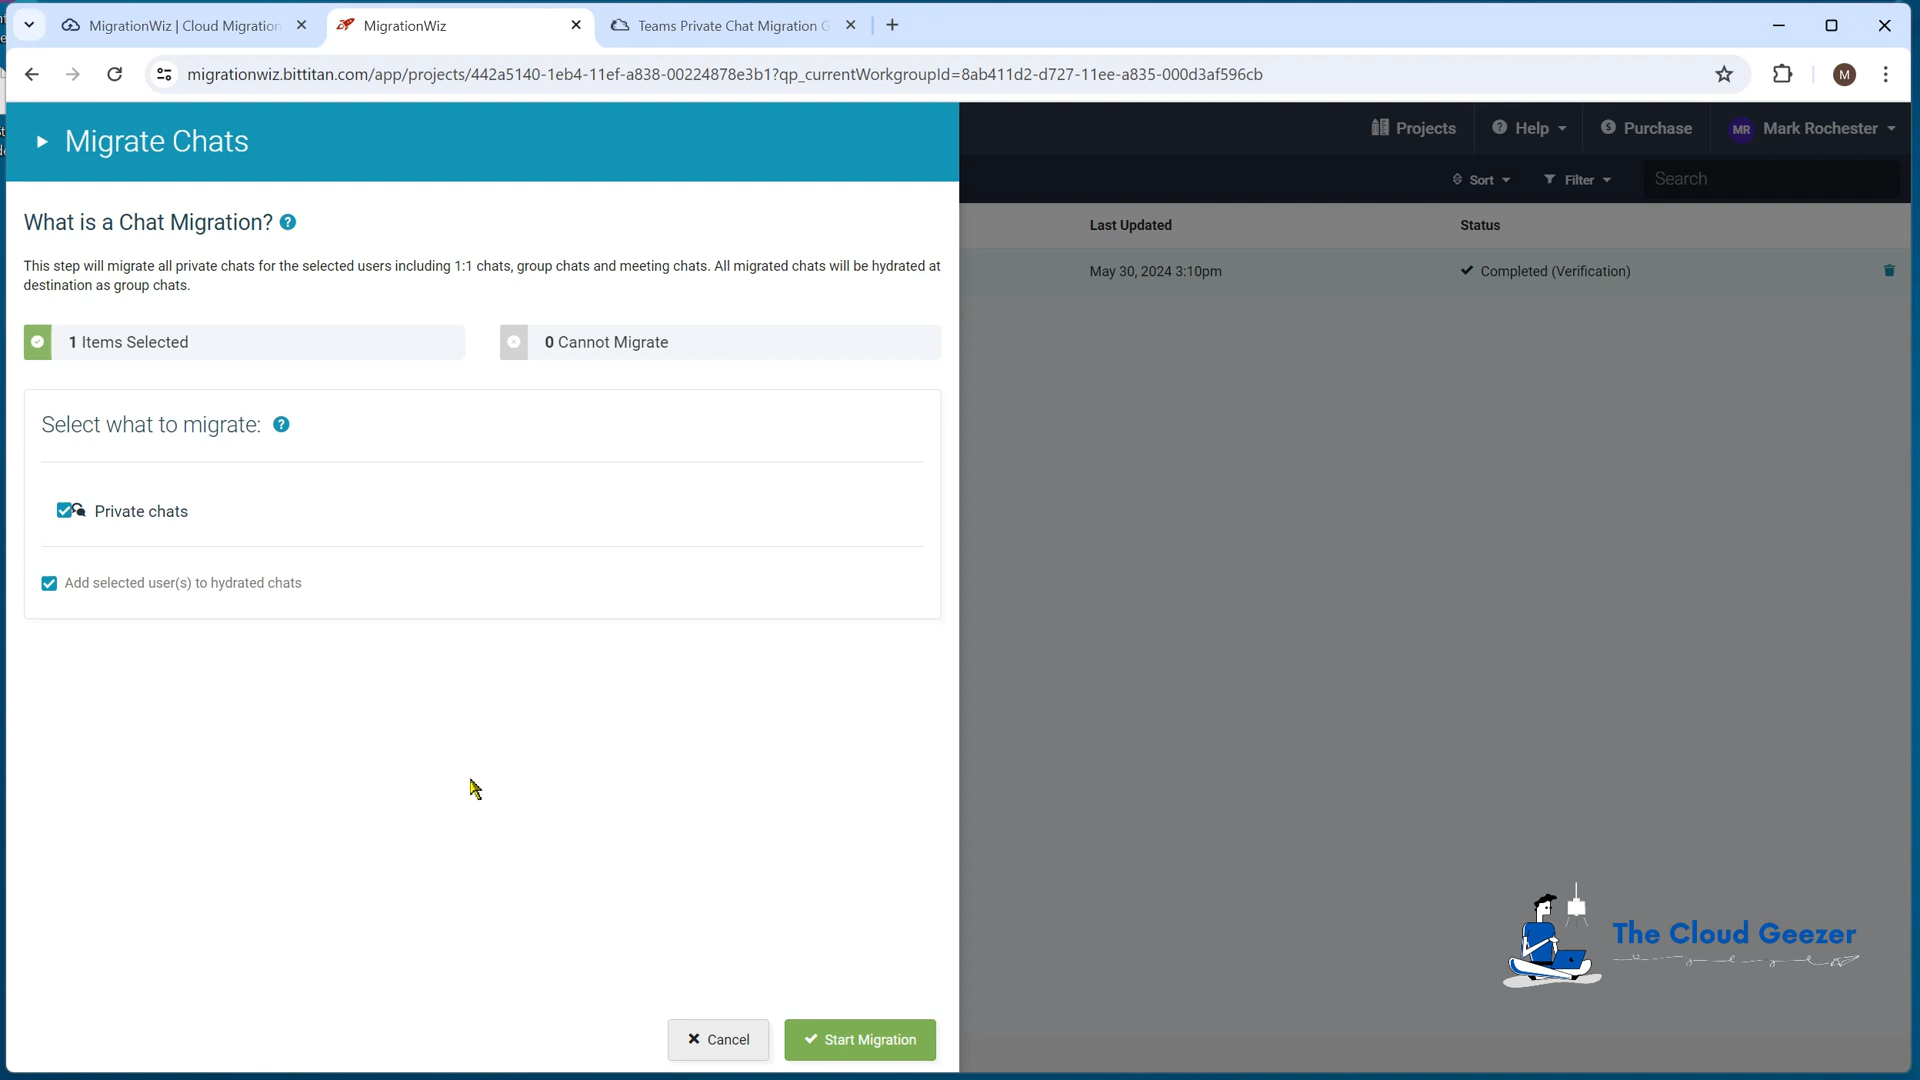 MigrationWiz | Cloud Migration
MigrationWiz
Teams Private Chat Migration G
migrationwiz.bittitan.com/app/projects/442a5140-1eb4-11ef-a838-00224878e3b1?qp_currentWorkgroupId=8ab411d2-d727-11ee-a835-000d3af596cb
M
Migrate Chats
Projects
Help
Purchase
MR Mark Rochester
Sort
Filter
Search
What is a Chat Migration?
Last Updated
Status
This step will migrate all private chats for the selected users including 1:1 chats, group chats and meeting chats. All migrated chats will be hydrated at
destination as group chats.
May 30, 2024 3:10pm
Completed (Verification)
1 Items Selected
0 Cannot Migrate
Select what to migrate:
Private chats
Add selected user(s) to hydrated chats
The Cloud Geezer
Cancel
Start Migration